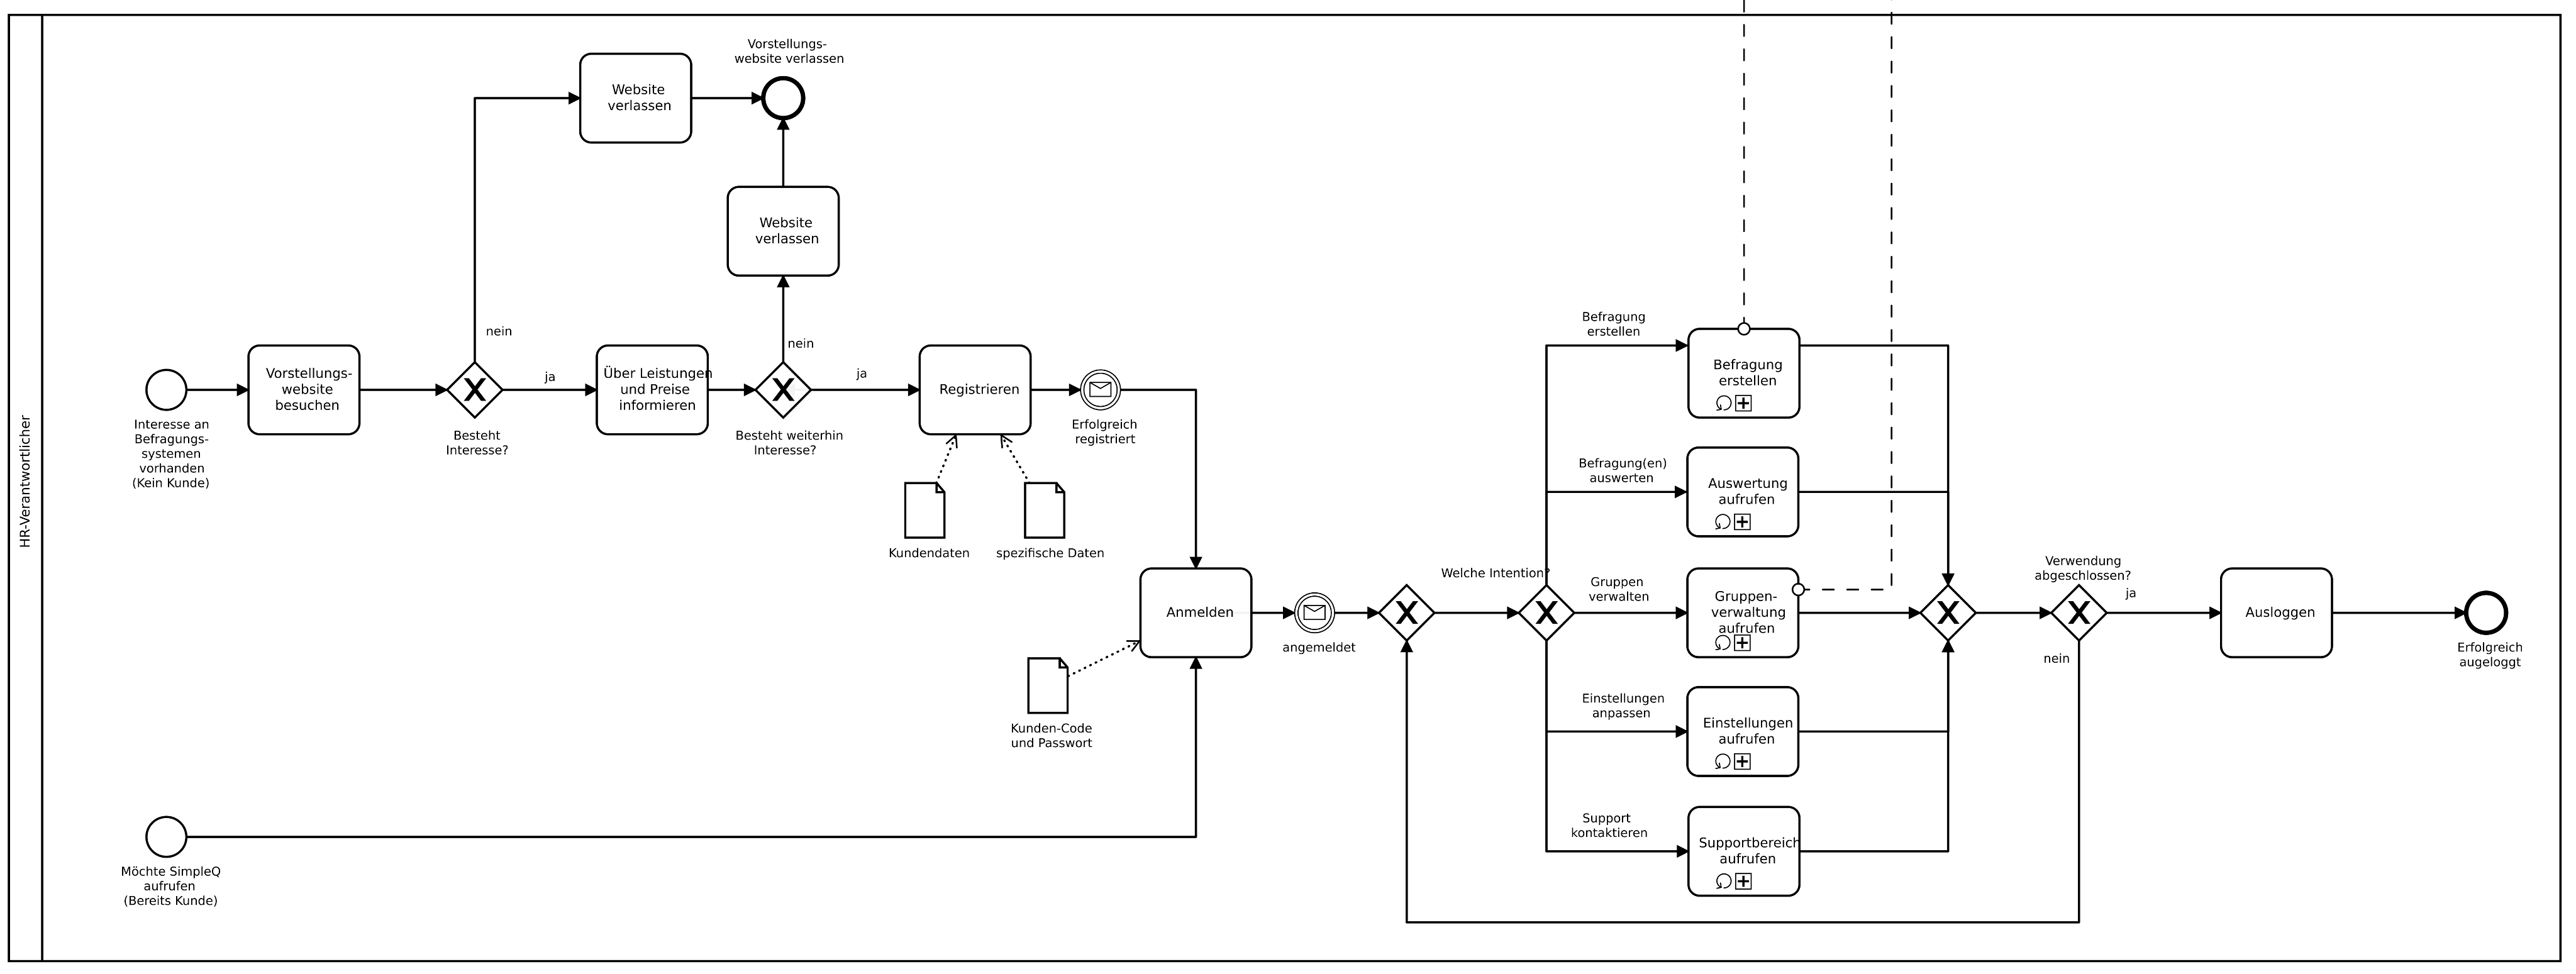 HR-Verantwortlicher
Vorstellungs-
website verlassen
Website
verlassen
Website
verlassen
nein
nein
Interesse an
Befragungs-
systemen
vorhanden
(Kein Kunde)
Vorstellungs-
website
besuchen
Besteht
Interesse?
ja
Über Leistungen
und Preise
informieren
Besteht weiterhin
Interesse?
ja
Registrieren
Erfolgreich
registriert
Kundendaten
spezifische Daten
Anmelden
Kunden-Code
und Passwort
angemeldet
Möchte SimpleQ
aufrufen
(Bereits Kunde)
Welche Intention?
Befragung
erstellen
Befragung
erstellen
Befragung(en)
auswerten
Auswertung
aufrufen
Gruppen
verwalten
Gruppen-
verwaltung
aufrufen
Einstellungen
anpassen
Einstellungen
aufrufen
Support
kontaktieren
Supportbereich
aufrufen
Verwendung
abgeschlossen?
ja
nein
Ausloggen
Erfolgreich
augeloggt